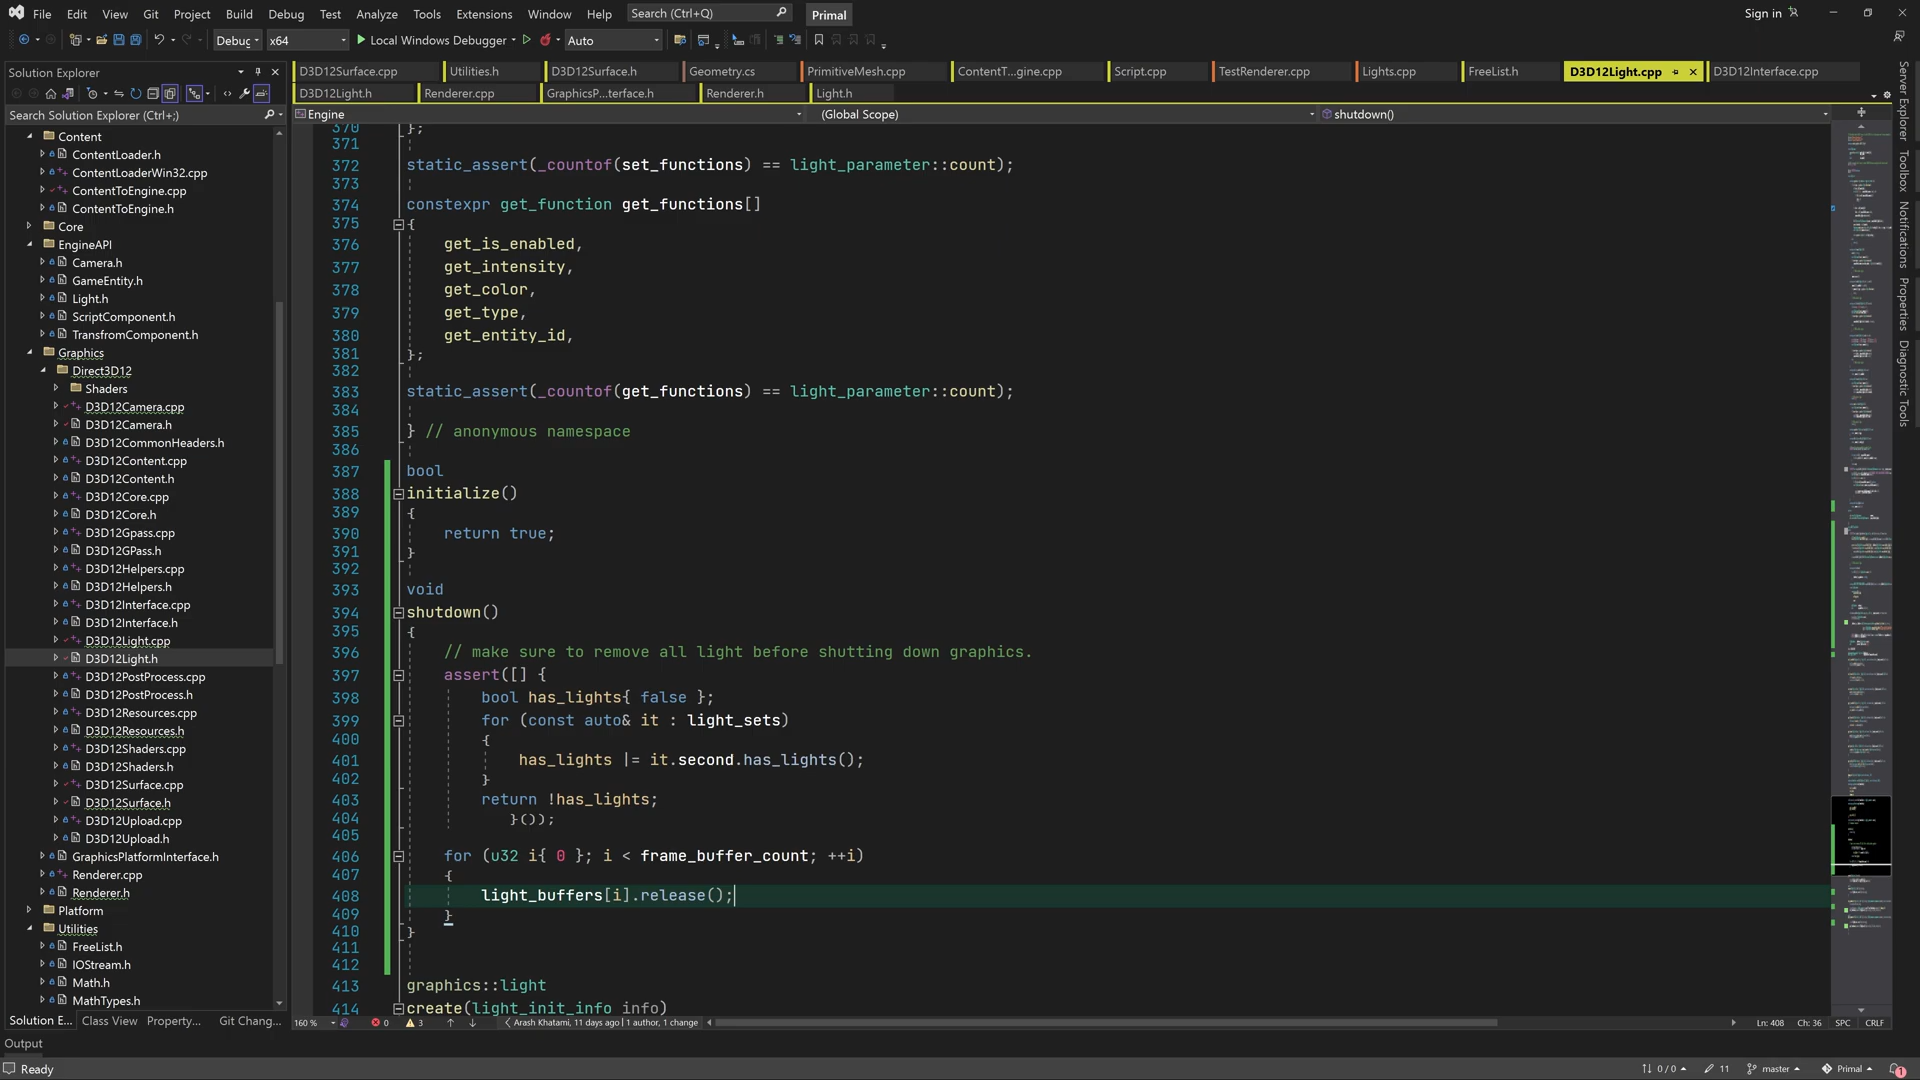 File Edit View Git Project Build Debug Test Analyze Tools Extensions Window Help Search (Ctrl+Q) Primal Sign in
Debug x64 Local Windows Debugger Auto
Solution Explorer
Search Solution Explorer (Ctrl+;)
D3D12Surface.cpp Utilities.h D3D12Surface.h Geometry.cs PrimitiveMesh.cpp ContentT...gine.cpp Script.cpp TestRenderer.cpp Lights.cpp FreeList.h D3D12Light.cpp D3D12Interface.cpp
D3D12Light.h Renderer.cpp GraphicsP...terface.h Renderer.h Light.h
Engine (Global Scope) shutdown()
Content
ContentLoader.h
ContentLoaderWin32.cpp
ContentToEngine.cpp
ContentToEngine.h
Core
EngineAPI
Camera.h
GameEntity.h
Light.h
ScriptComponent.h
TransfromComponent.h
Graphics
Direct3D12
Shaders
D3D12Camera.cpp
D3D12Camera.h
D3D12CommonHeaders.h
D3D12Content.cpp
D3D12Content.h
D3D12Core.cpp
D3D12Core.h
D3D12Gpass.cpp
D3D12GPass.h
D3D12Helpers.cpp
D3D12Helpers.h
D3D12Interface.cpp
D3D12Interface.h
D3D12Light.cpp
D3D12Light.h
D3D12PostProcess.cpp
D3D12PostProcess.h
D3D12Resources.cpp
D3D12Resources.h
D3D12Shaders.cpp
D3D12Shaders.h
D3D12Surface.cpp
D3D12Surface.h
D3D12Upload.cpp
D3D12Upload.h
GraphicsPlatformInterface.h
Renderer.cpp
Renderer.h
Platform
Utilities
FreeList.h
IOStream.h
Math.h
MathTypes.h
Solution E... Class View Property... Git Chang...
370 };
371
372 static_assert(_countof(set_functions) == light_parameter::count);
373
374 constexpr get_function get_functions[]
375 {
376 get_is_enabled,
377 get_intensity,
378 get_color,
379 get_type,
380 get_entity_id,
381 };
382
383 static_assert(_countof(get_functions) == light_parameter::count);
384
385 } // anonymous namespace
386
387 bool
388 initialize()
389 {
390 return true;
391 }
392
393 void
394 shutdown()
395 {
396 // make sure to remove all light before shutting down graphics.
397 assert([] {
398 bool has_lights{ false };
399 for (const auto& it : light_sets)
400 {
401 has_lights |= it.second.has_lights();
402 }
403 return !has_lights;
404 }());
405
406 for (u32 i{ 0 }; i < frame_buffer_count; ++i)
407 {
408 light_buffers[i].release();
409 }
410 }
411
412
413 graphics::light
414 create(light_init_info info)
160 % 0 3 Arash Khatami, 11 days ago | 1 author, 1 change Ln: 408 Ch: 36 SPC CRLF
Server Explorer
Toolbox
Notifications
Properties
Diagnostic Tools
Output
Ready 0 / 0 11 master Primal 1